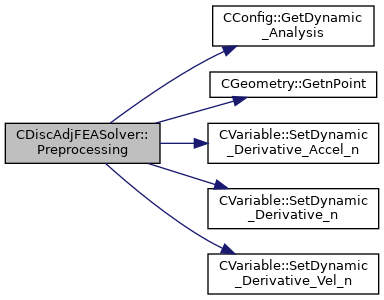 CConfig::GetDynamic
_Analysis
CGeometry::GetnPoint
CDiscAdjFEASolver::
Preprocessing
CVariable::SetDynamic
_Derivative_Accel_n
CVariable::SetDynamic
_Derivative_n
CVariable::SetDynamic
_Derivative_Vel_n